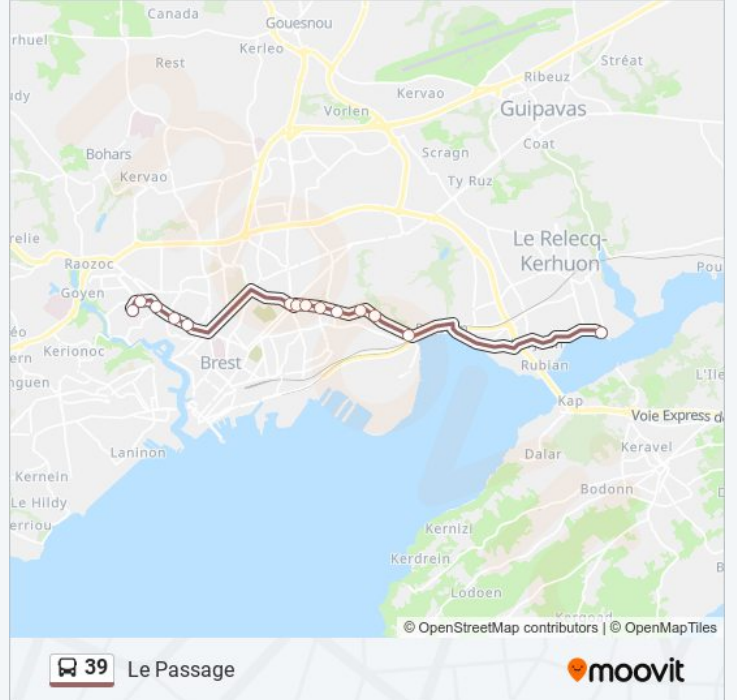 Canada
Gouesnou
rhuel
Kerleo
Rest
Stréat
Ribeuz
udy
Kervao
Vorlen
Guipavas
Coat
Bohars
Scragn
Kervao
Ty Ruz
relie
Le Relecq-
Kerhuon
Raozoc
Pou
Goyen
éo
Kerionoc
ern
Brest
Rubian
nguen
L'Ile
Kap
Voie Express d
Laninon
Dalar
Keravel
Kernein
Bodonn
Le Hildy
erriou
Kernizi
Kerdrein
B
Lodoen
© OpenStreetMap contributors | © OpenMapTiles
39 Le Passage
moovit